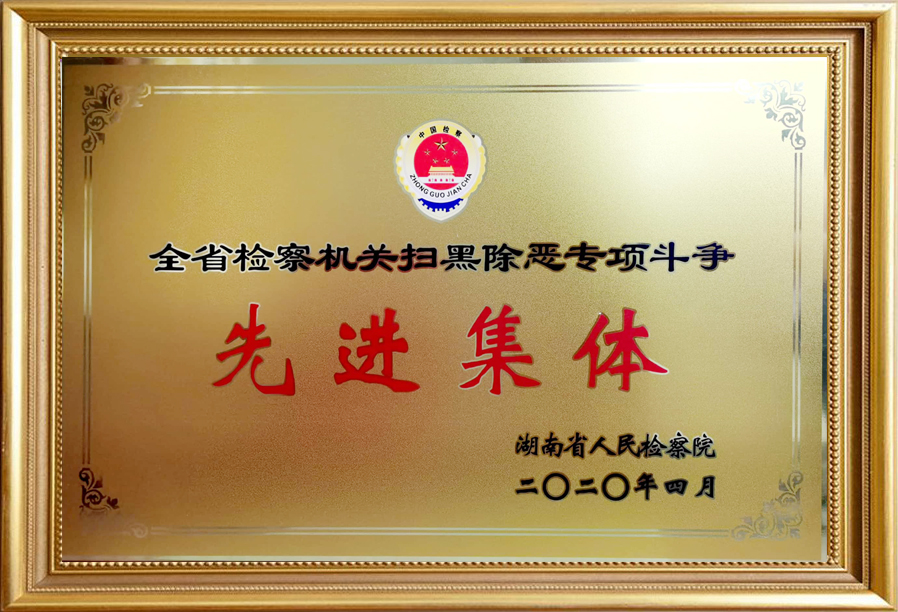 中国检察
ZHONG GUO JIAN CHA
全省检察机关扫黑除恶专项斗争
先进集体
湖南省人民检察院
二〇二〇年四月